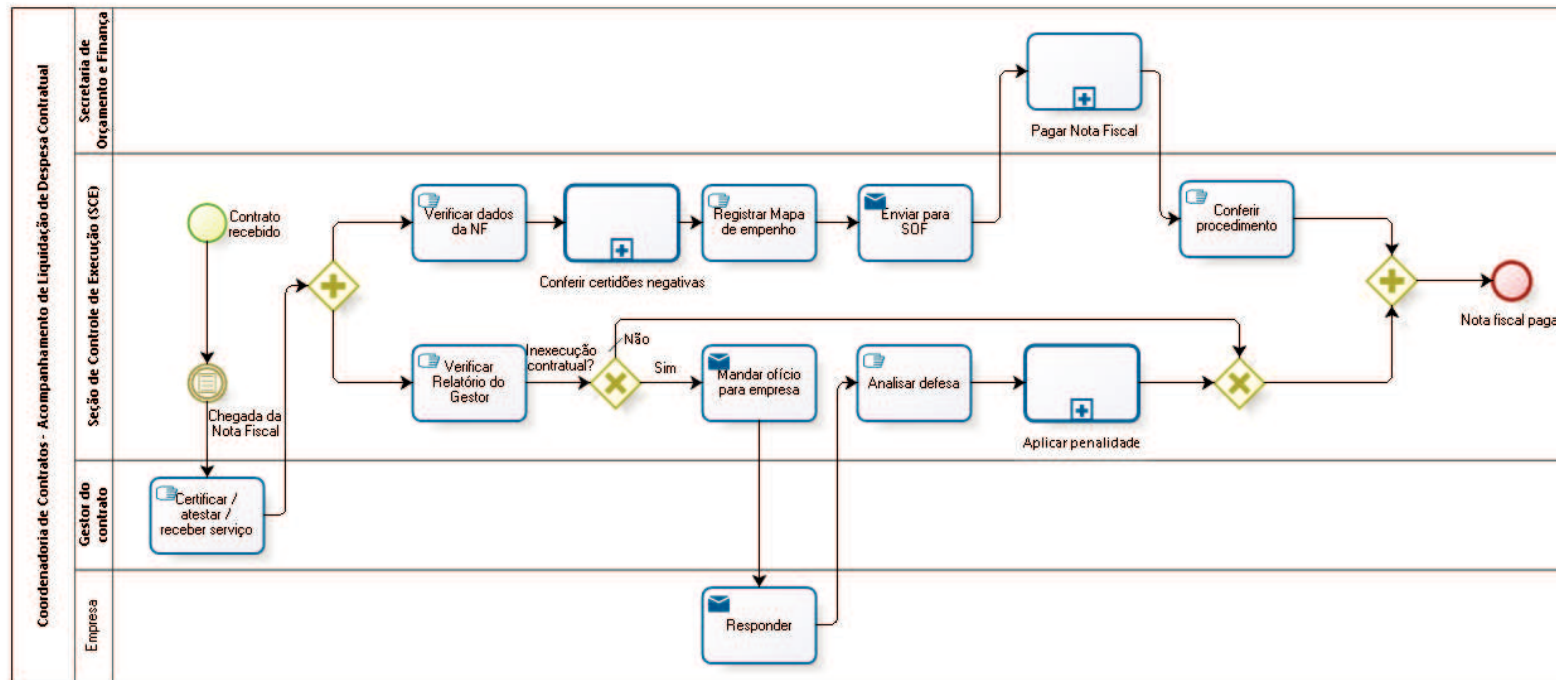 Coordenadoria de Contratos - Acompanhamento de Liquidação de Despesa Contratual
Secretaria de
Orçamento e Finança
Pagar Nota Fiscal
Seção de Controle de Execução (SCE)
Contrato
recebido
Verificar dados
da NF
Conferir certidões negativas
Registrar Mapa
de empenho
Enviar para
SOF
Conferir
procedimento
Nota fiscal paga
Chegada da
Nota Fiscal
Verificar
Relatório do
Gestor
Inexecução
contratual?
Não
Sim
Mandar ofício
para empresa
Analisar defesa
Aplicar penalidade
Gestor do
contrato
Certificar /
atestar /
receber serviço
Empresa
Responder